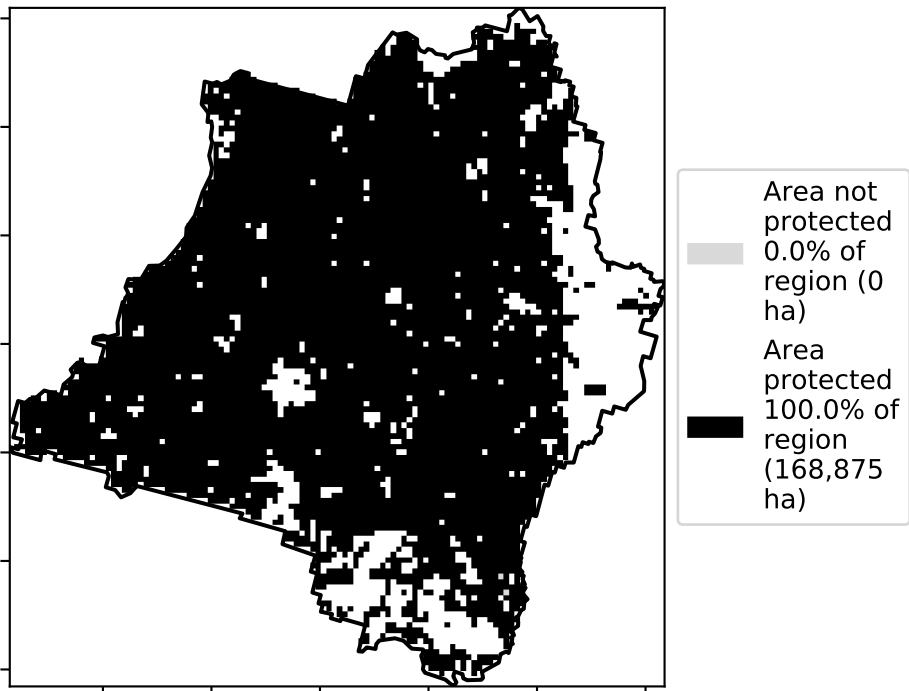 Area not
protected
0.0% of
region (0
ha)
Area
protected
100.0% of
region
(168,875
ha)